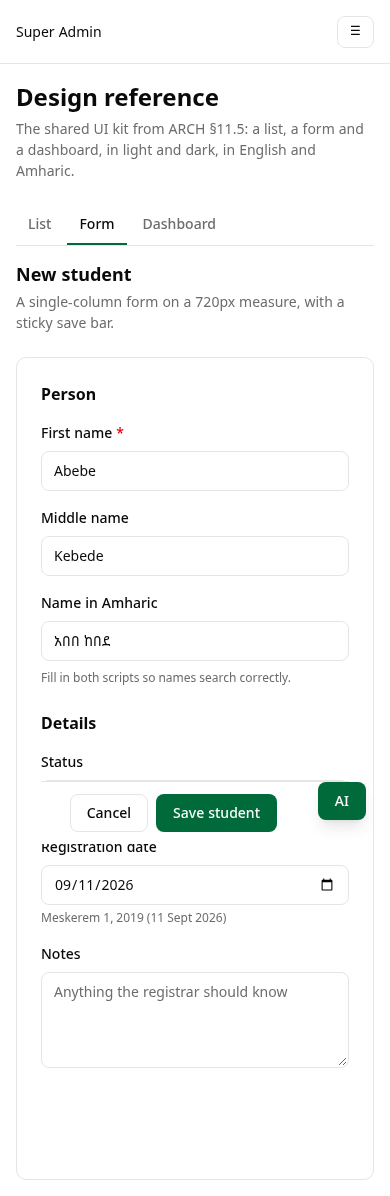 Super Admin
☰
Design reference
The shared UI kit from ARCH §11.5: a list, a form and
a dashboard, in light and dark, in English and
Amharic.
List Form Dashboard
New student
A single-column form on a 720px measure, with a
sticky save bar.
Person
First name *
Abebe
Middle name
Kebede
Name in Amharic
አበበ ከበደ
Fill in both scripts so names search correctly.
Details
Status
Cancel Save student AI
Registration date
09/11/2026
Meskerem 1, 2019 (11 Sept 2026)
Notes
Anything the registrar should know